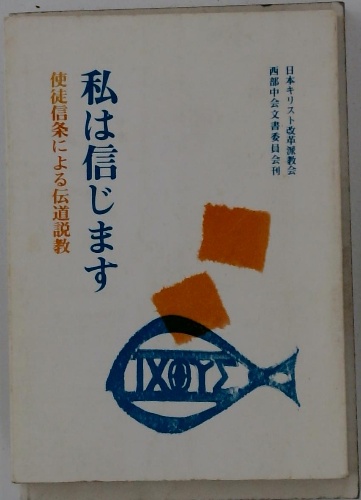 日本キリスト改革派教会
西部中会文書委員会刊
私は信じます
使徒信条による伝道説教
ΙΧΘΥΣ